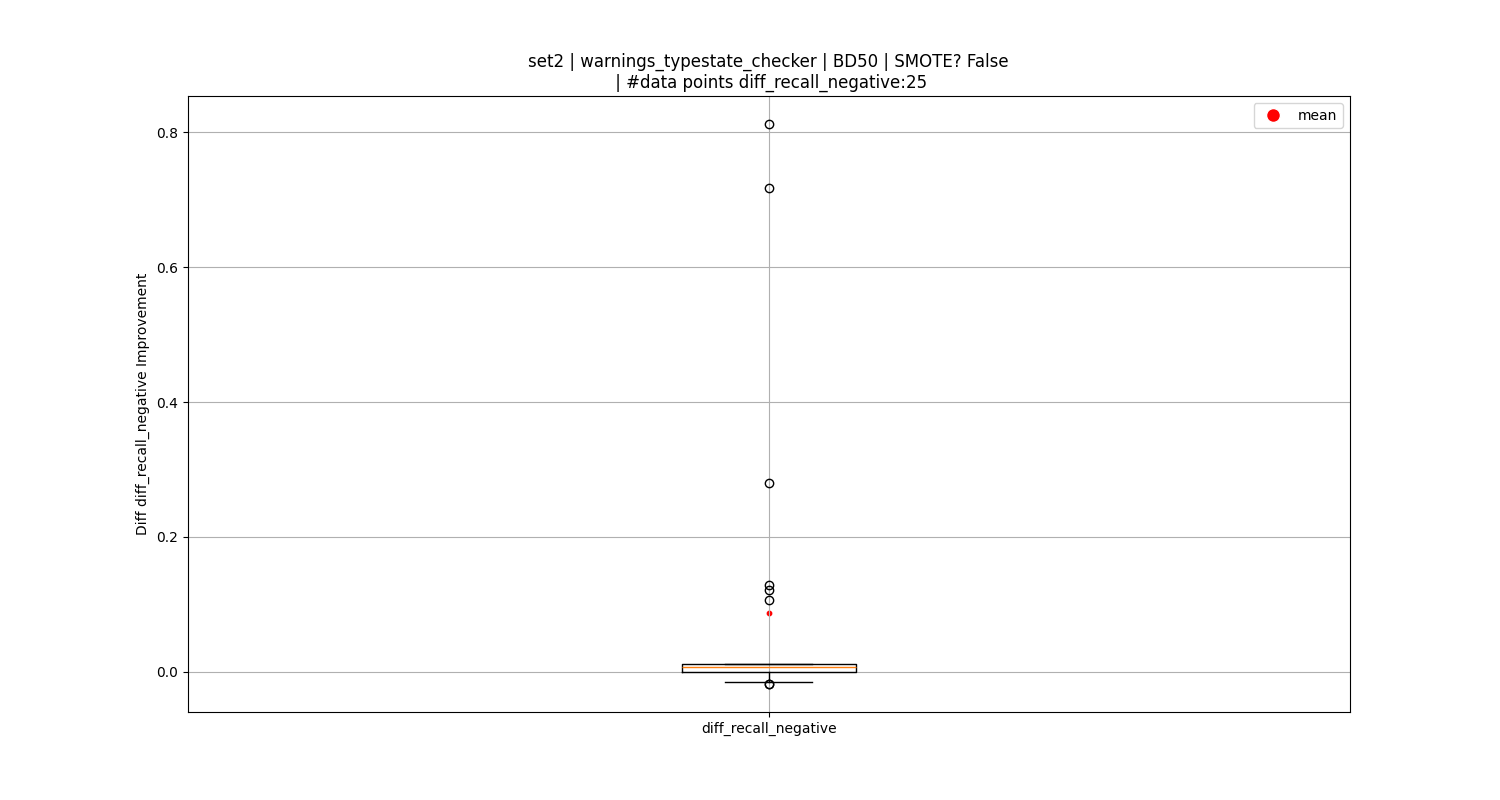 set2 | warnings_typestate_checker | BD50 | SMOTE? False
| #data points diff_recall_negative:25
mean
0.8
0.6
0.4
0.2
0.0
Diff diff_recall_negative Improvement
diff_recall_negative